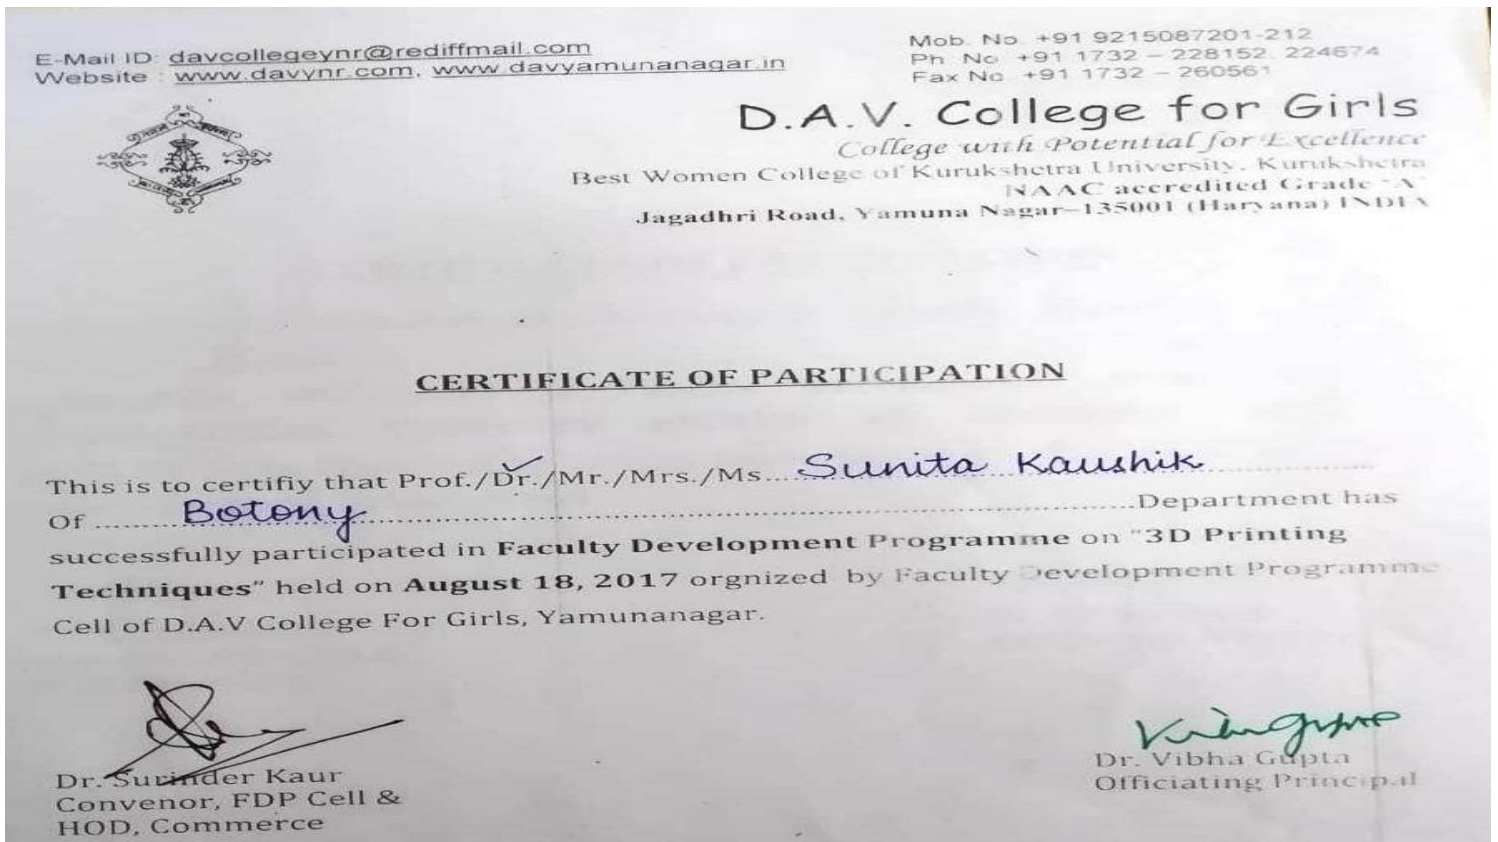 E-Mail ID: davcollegeynr@rediffmail.com
Website : www.davynr.com, www.davyamunanagar.in
Mob. No. +91 9215087201-212
Ph No +91 1732 – 228152, 224674
Fax No +91 1732 – 260561
D.A.V. College for Girls
College with Potential for Excellence
Best Women College of Kurukshetra University, Kurukshetra
NAAC accredited Grade "A"
Jagadhri Road, Yamuna Nagar–135001 (Haryana) INDIA
CERTIFICATE OF PARTICIPATION
This is to certifiy that Prof./Dr./Mr./Mrs./Ms... Sunita Kaushik
Of ......... Botony ..........Department has
successfully participated in Faculty Development Programme on "3D Printing
Techniques" held on August 18, 2017 orgnized by Faculty Development Programme
Cell of D.A.V College For Girls, Yamunanagar.
Dr. Surinder Kaur
Convenor, FDP Cell &
HOD, Commerce
Dr. Vibha Gupta
Officiating Principal